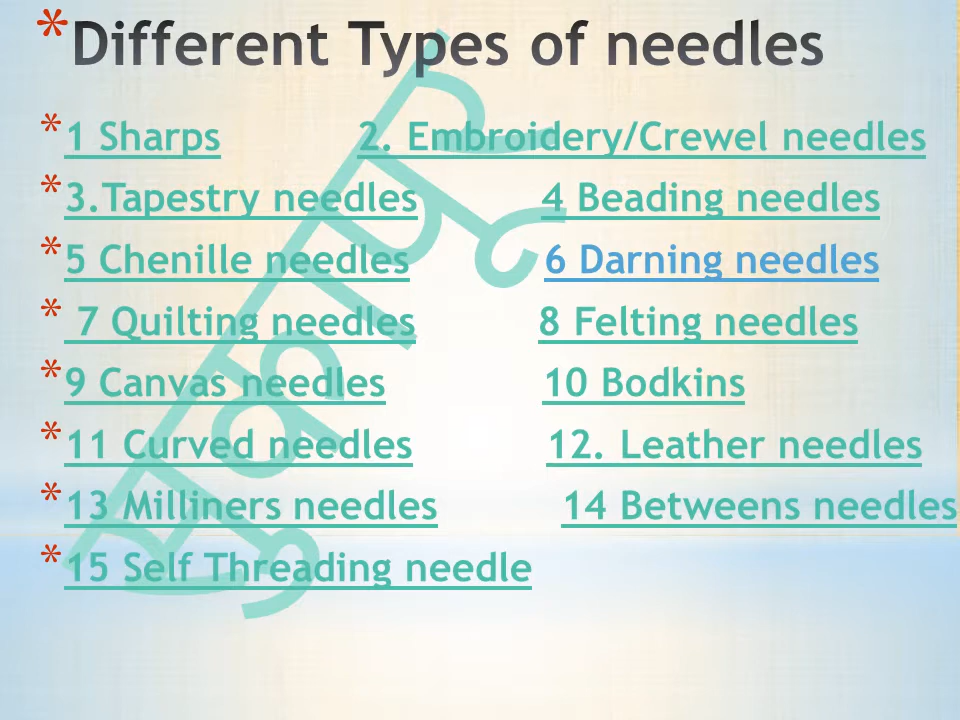 * Different Types of needles
* 1 Sharps 2. Embroidery/Crewel needles
* 3.Tapestry needles 4 Beading needles
* 5 Chenille needles 6 Darning needles
* 7 Quilting needles 8 Felting needles
* 9 Canvas needles 10 Bodkins
* 11 Curved needles 12. Leather needles
* 13 Milliners needles 14 Betweens needles
* 15 Self Threading needle